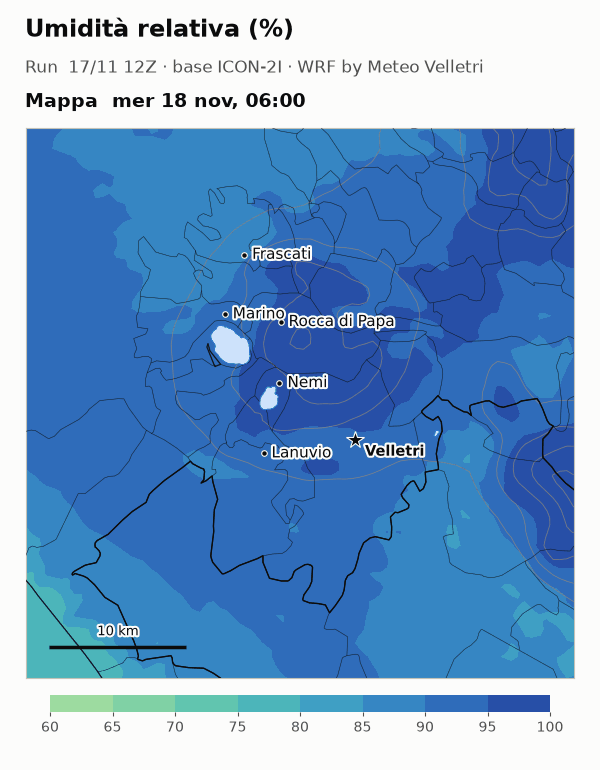 Umidità relativa (%)
Run  17/11 12Z · base ICON-2I · WRF by Meteo Velletri
Mappa  mer 18 nov, 06:00
Frascati
Marino
Rocca di Papa
Nemi
Velletri
Lanuvio
10 km
60 65 70 75 80 85 90 95 100